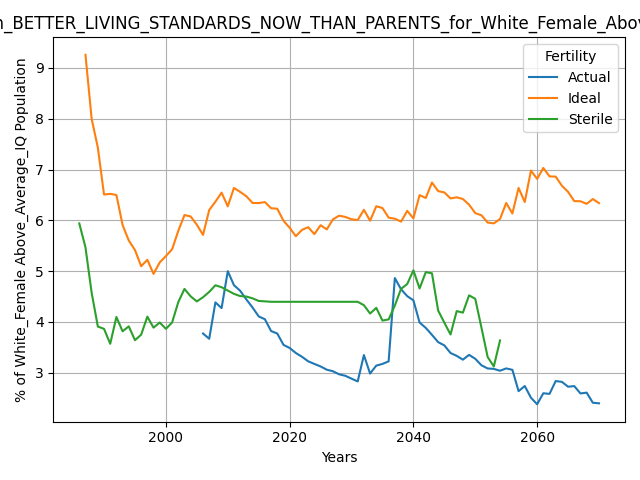 BETTER_LIVING_STANDARDS_NOW_THAN_PARENTS_for_White_Female_Abov
Fertility
Actual
Ideal
Sterile
% of White_Female Above_Average_IQ Population
9
8
7
6
5
4
3
2000
2020
2040
2060
Years